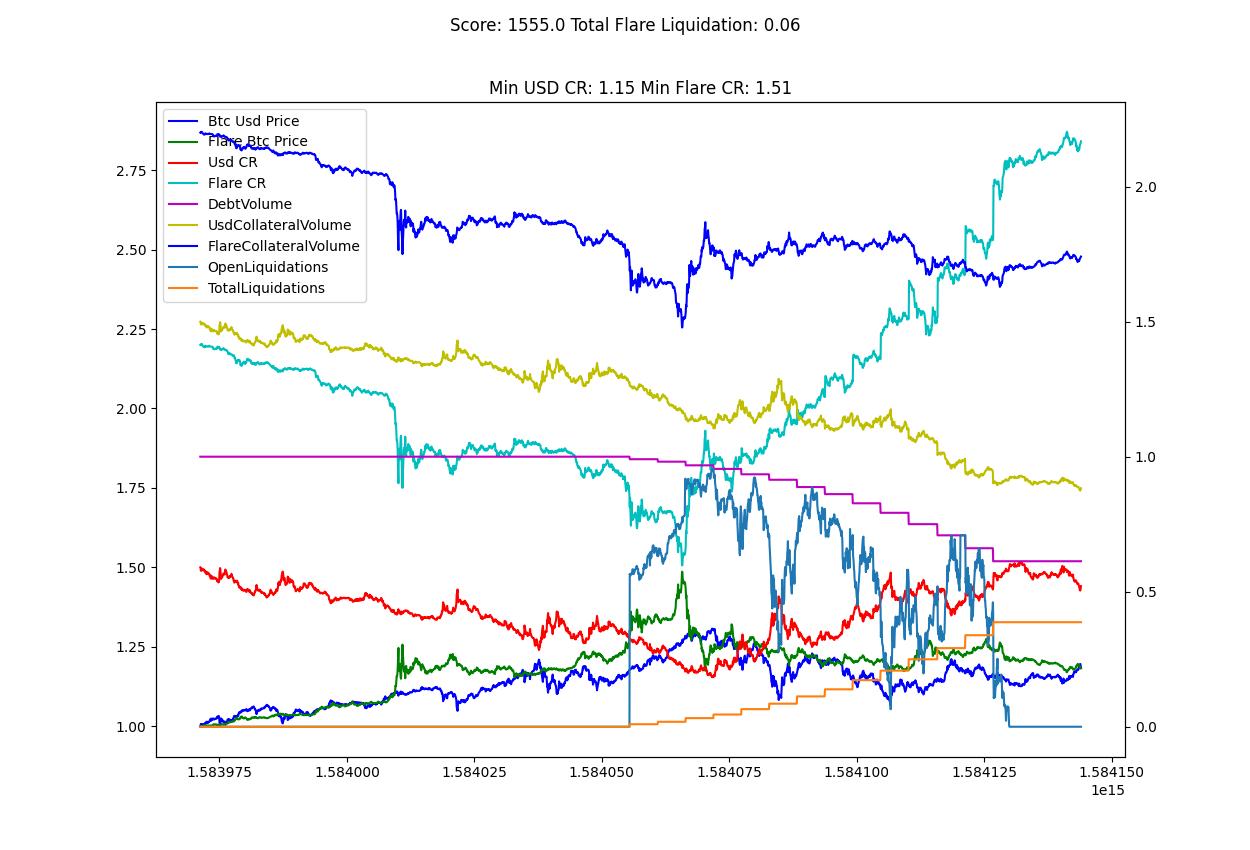 Score: 1555.0 Total Flare Liquidation: 0.06
Min USD CR: 1.15 Min Flare CR: 1.51
Btc Usd Price
Flare Btc Price
Usd CR
Flare CR
DebtVolume
UsdCollateralVolume
FlareCollateralVolume
OpenLiquidations
TotalLiquidations
2.75
2.50
2.25
2.00
1.75
1.50
1.25
1.00
2.0
1.5
1.0
0.5
0.0
1.583975 1.584000 1.584025 1.584050 1.584075 1.584100 1.584125 1.584150
1e15